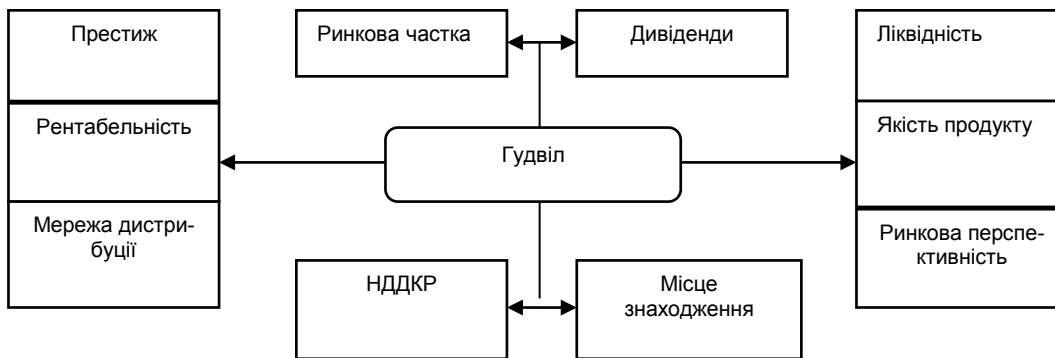 Престиж
Ринкова частка
Дивіденди
Ліквідність
Рентабельність
Гудвіл
Якість продукту
Мережа дистри-
буції
Ринкова перспе-
ктивність
НДДКР
Місце
знаходження